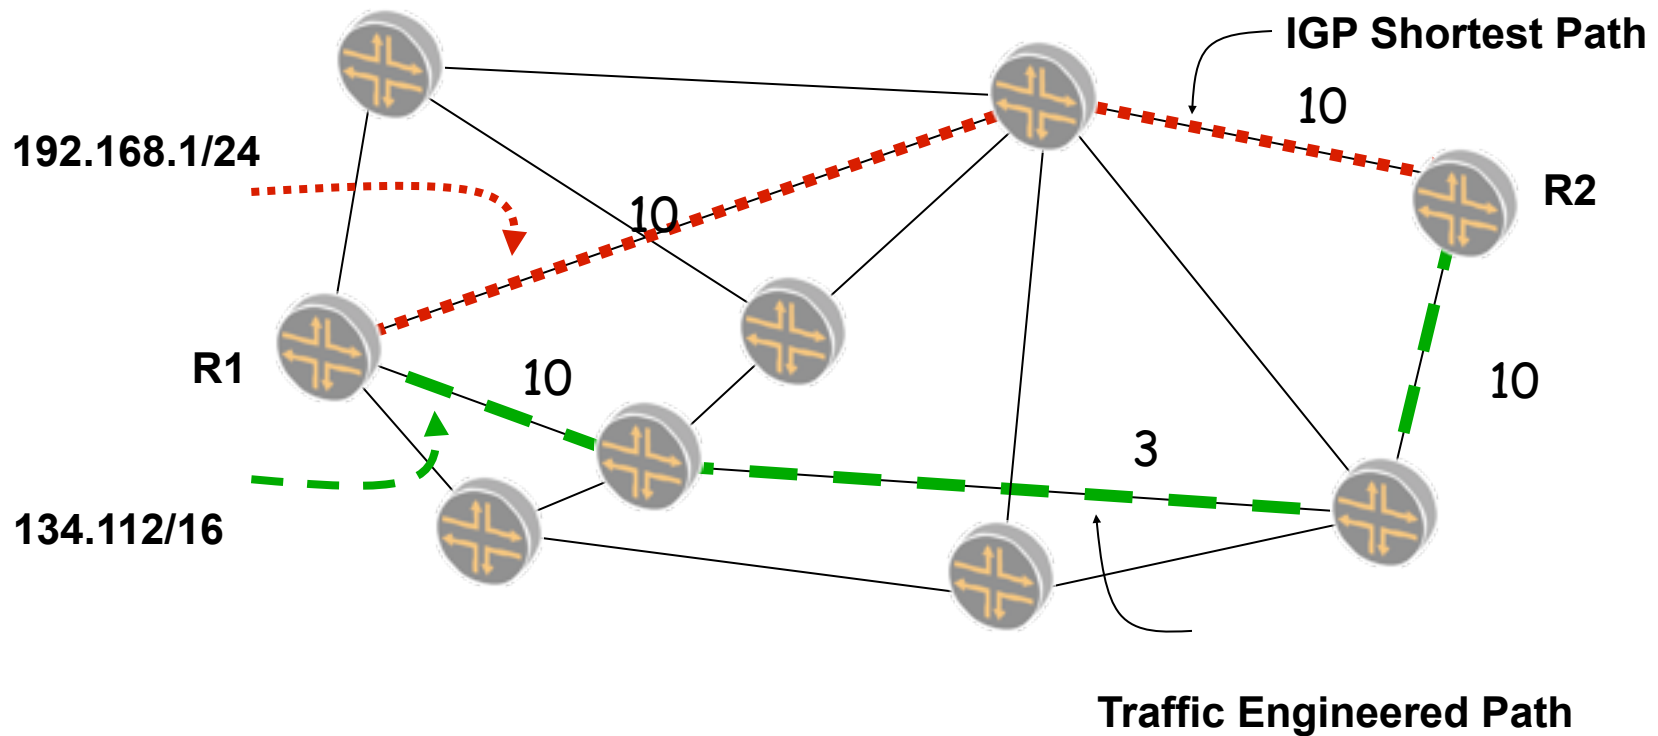 IGP Shortest Path
10
192.168.1/24
R2
10
R1
10
10
3
134.112/16
Traffic Engineered Path